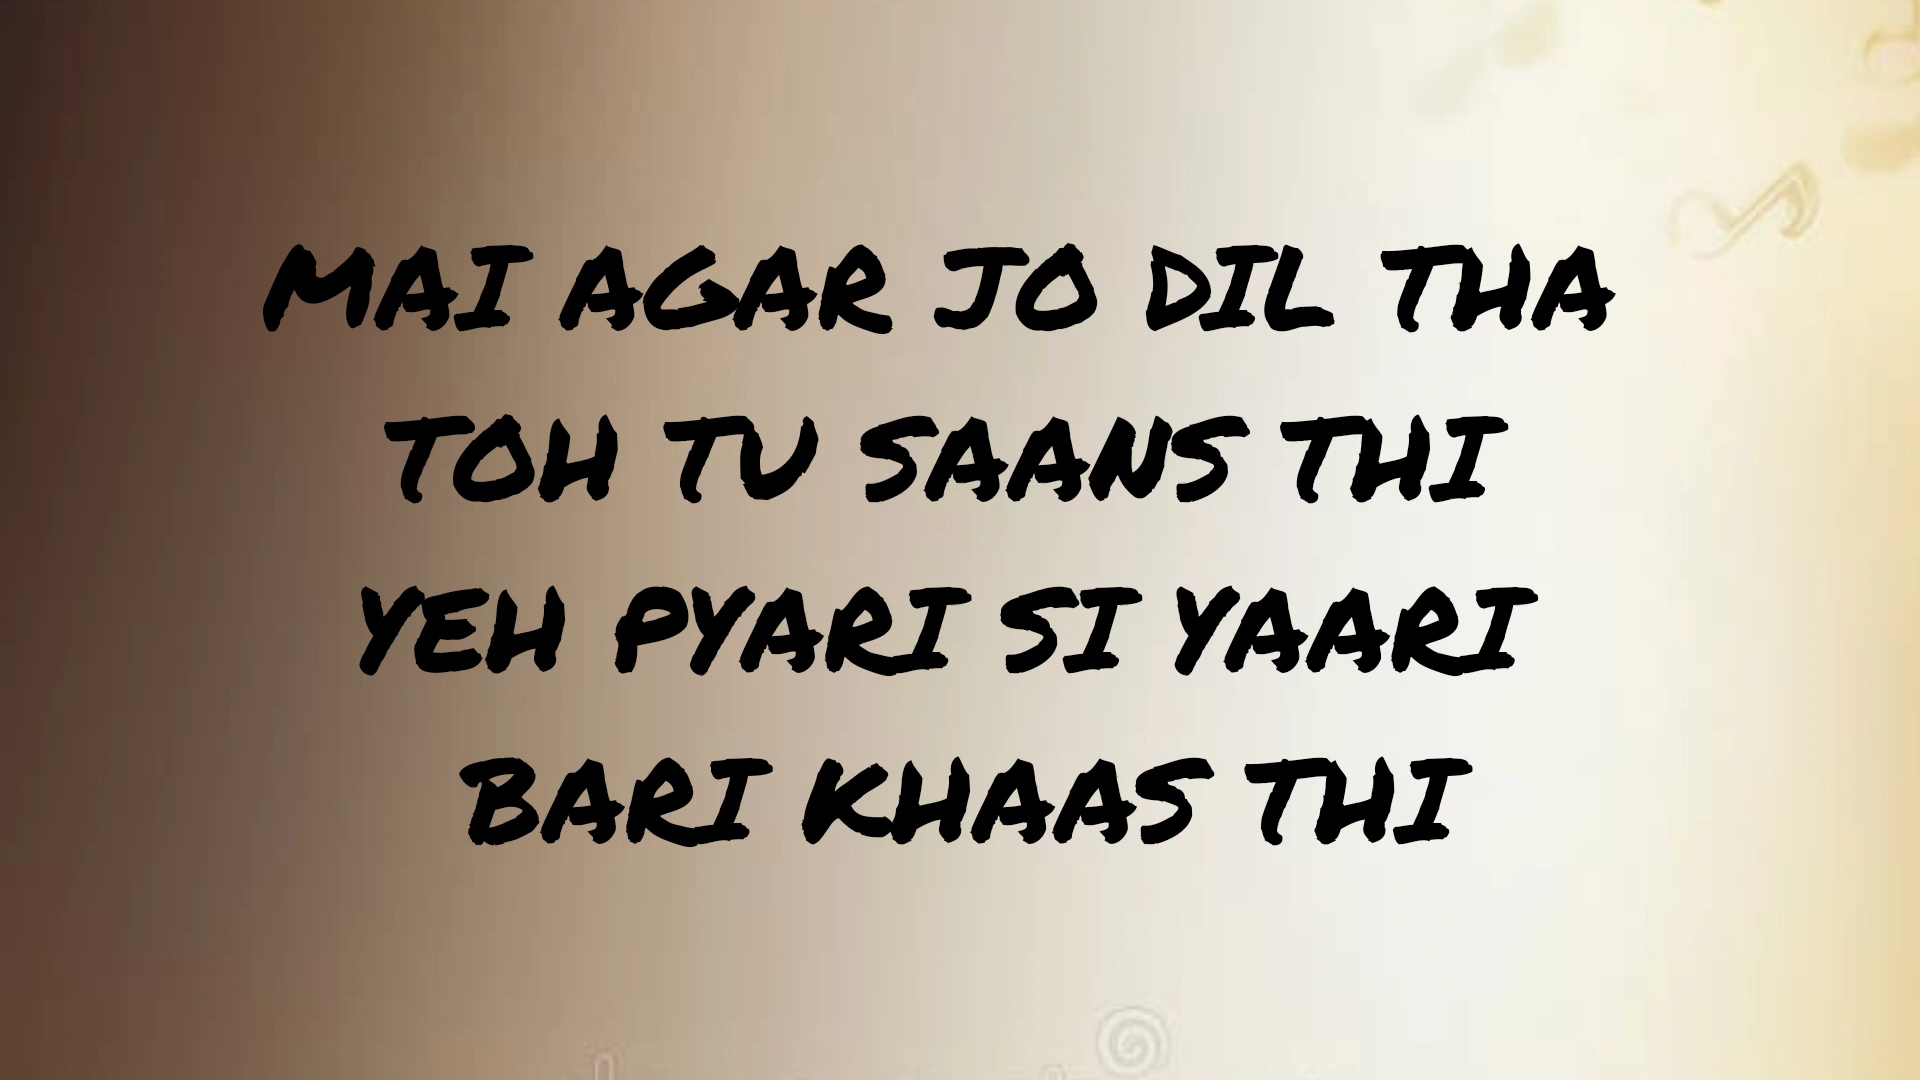 MAI AGAR JO DIL THA
TOH TU SAANS THI
YEH PYARI SI YAARI
BARI KHAAS THI